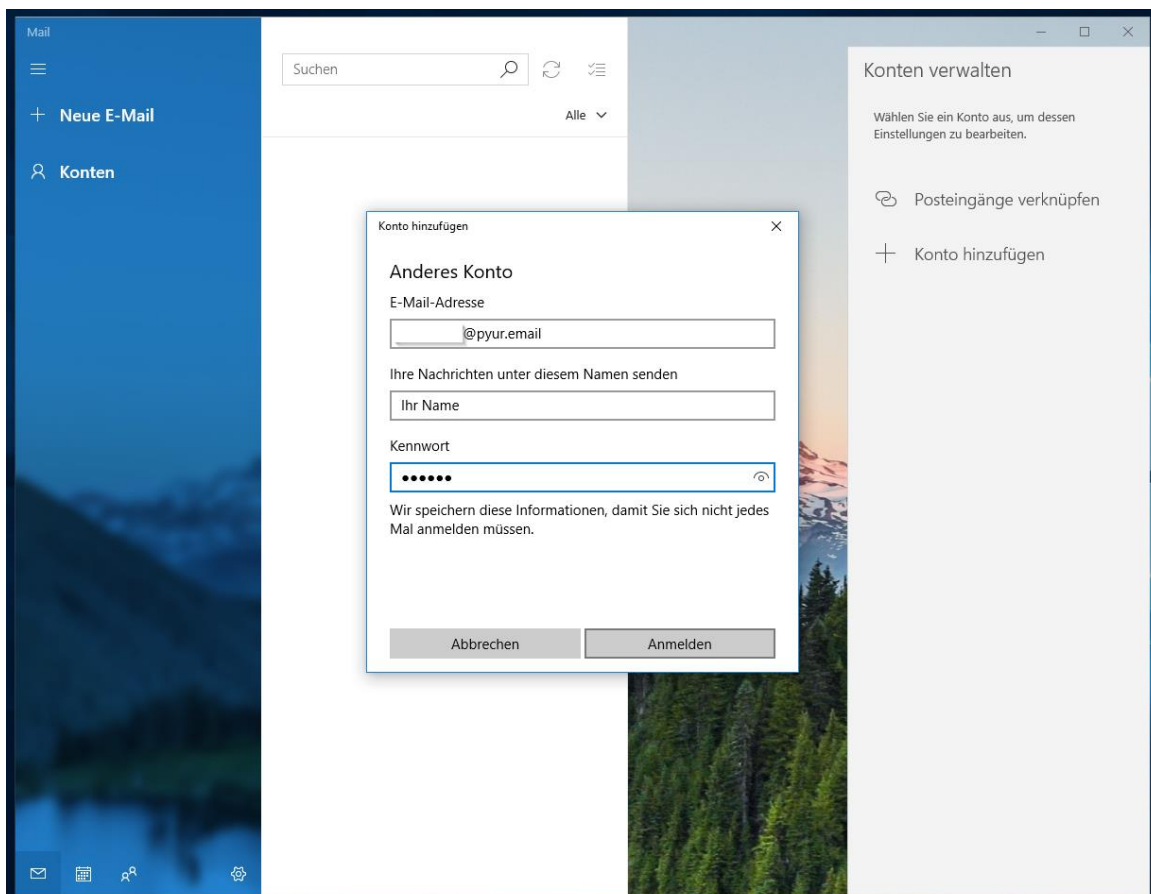 Mail
Neue E-Mail
Konten
Suchen
Alle
Konten verwalten
Wählen Sie ein Konto aus, um dessen
Einstellungen zu bearbeiten.
Posteingänge verknüpfen
Konto hinzufügen
Konto hinzufügen
Anderes Konto
E-Mail-Adresse
@pyur.email
Ihre Nachrichten unter diesem Namen senden
Ihr Name
Kennwort
••••••
Wir speichern diese Informationen, damit Sie sich nicht jedes
Mal anmelden müssen.
Abbrechen
Anmelden